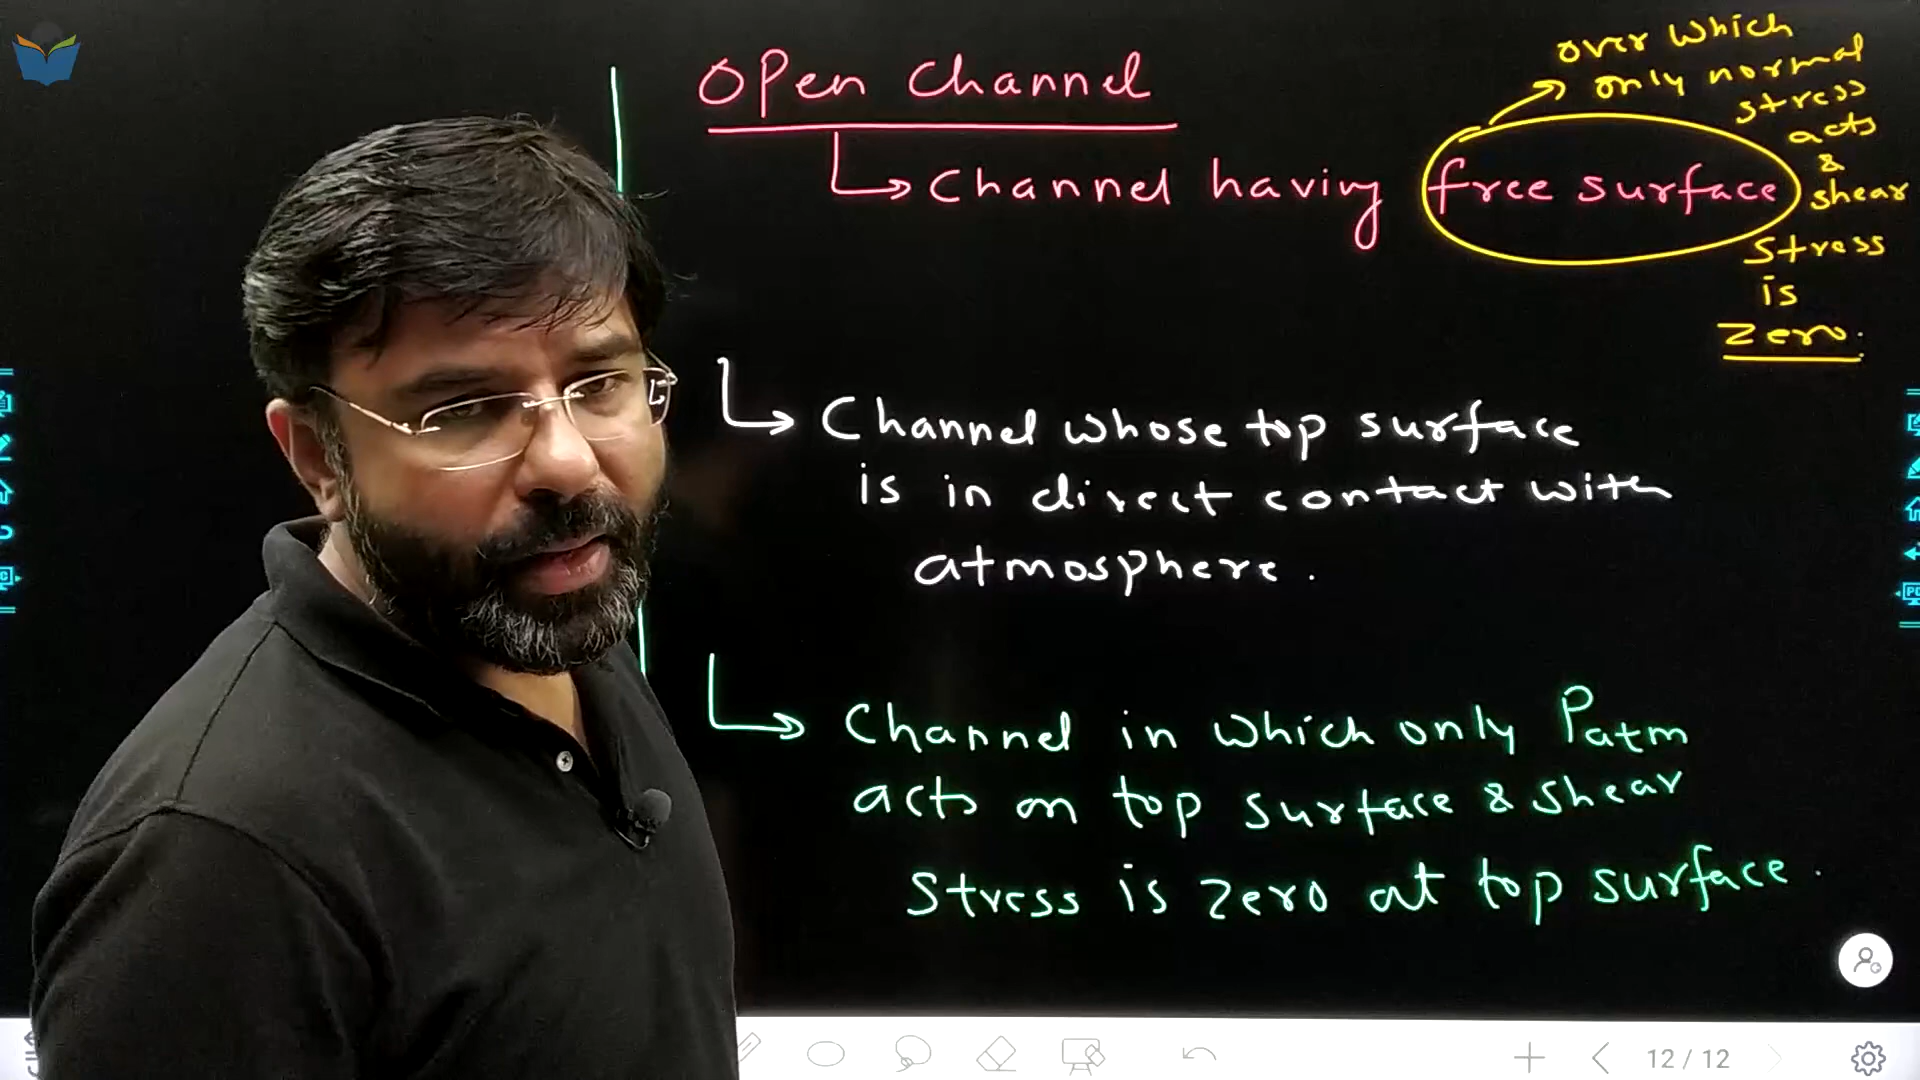 Open Channel
Channel having free surface
over which
only normal
stress
acts
&
shear
stress
is
zero.
Channel whose top surface
is in direct contact with
atmosphere.
Channel in which only Patm
acts on top surface & shear
stress is zero at top surface.
12 / 12